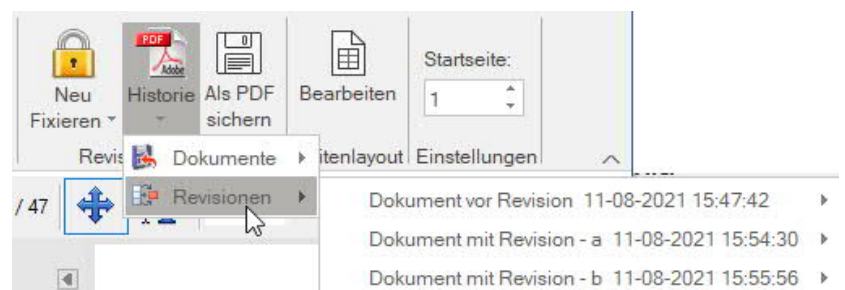 PDF
Adobe
Startseite:
Neu Historie Als PDF Bearbeiten 1
Fixieren sichern
Revis Dokumente itenlayout Einstellungen
/ 47 Revisionen
Dokument vor Revision 11-08-2021 15:47:42
Dokument mit Revision - a 11-08-2021 15:54:30
Dokument mit Revision - b 11-08-2021 15:55:56